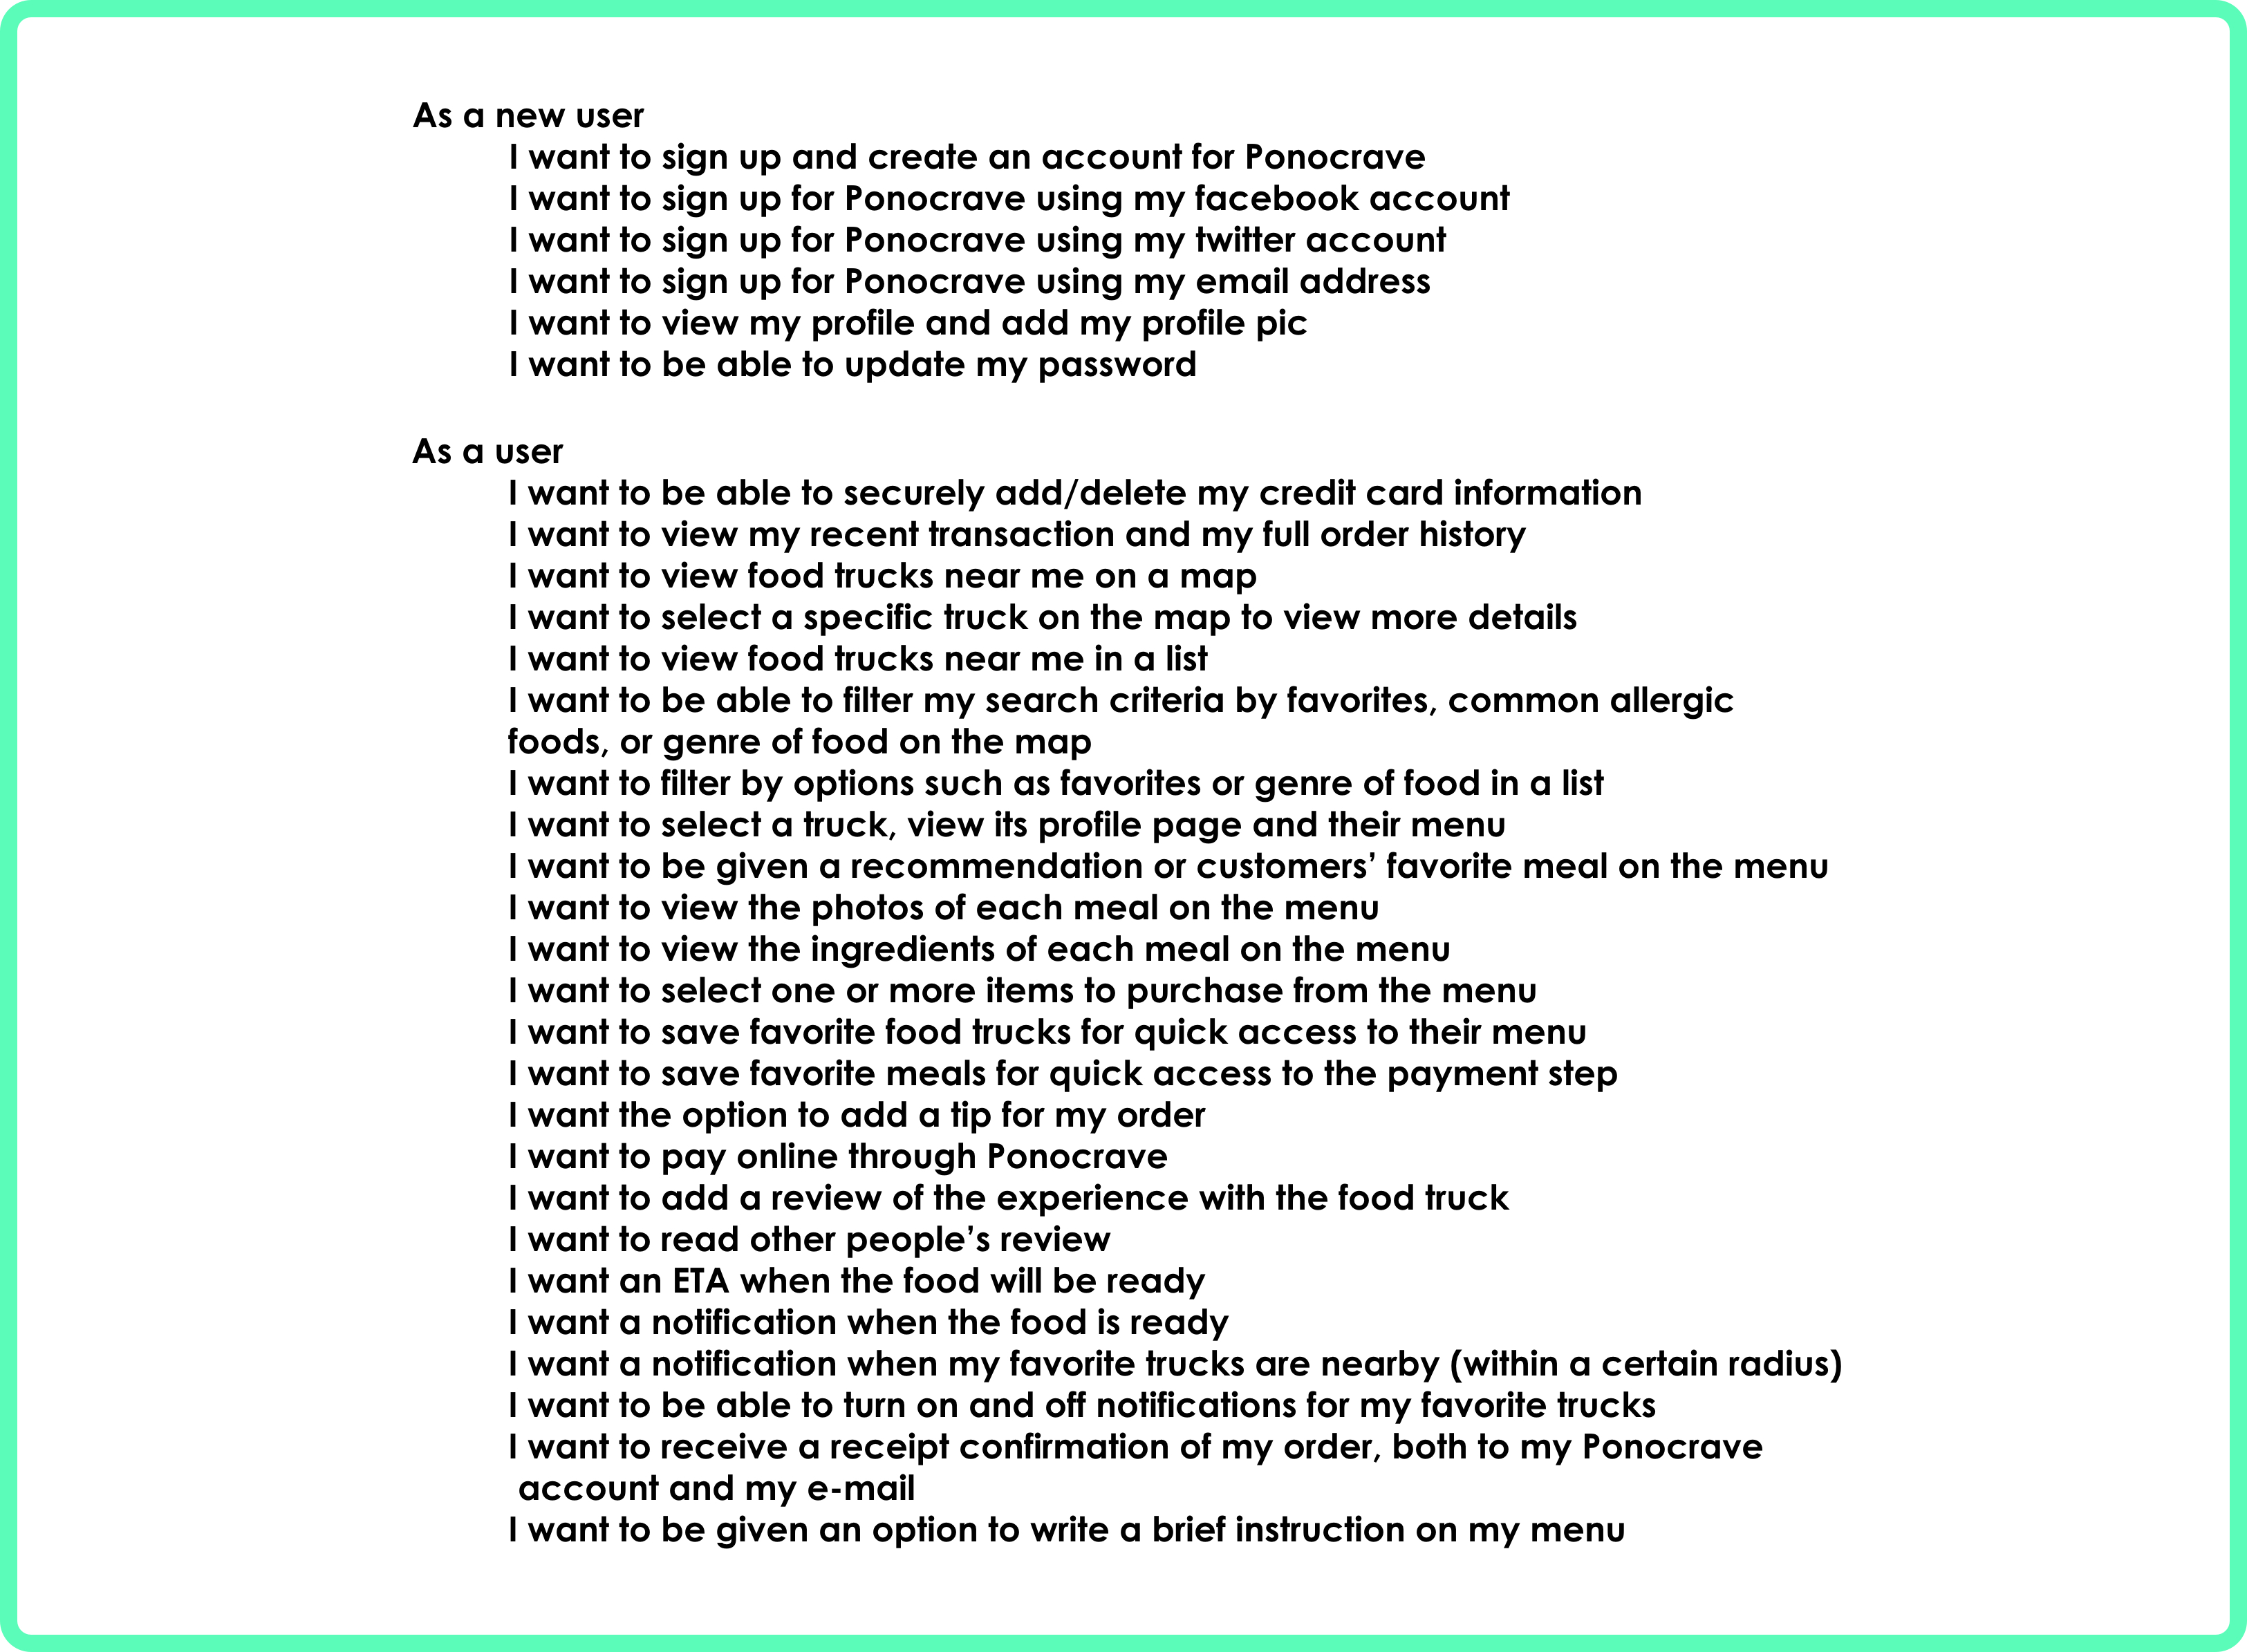 As a new user
I want to sign up and create an account for Ponocrave
I want to sign up for Ponocrave using my facebook account
I want to sign up for Ponocrave using my twitter account
I want to sign up for Ponocrave using my email address
I want to view my profile and add my profile pic
I want to be able to update my password
As a user
I want to be able to securely add/delete my credit card information
I want to view my recent transaction and my full order history
I want to view food trucks near me on a map
I want to select a specific truck on the map to view more details
I want to view food trucks near me in a list
I want to be able to filter my search criteria by favorites, common allergic
foods, or genre of food on the map
I want to filter by options such as favorites or genre of food in a list
I want to select a truck, view its profile page and their menu
I want to be given a recommendation or customers’ favorite meal on the menu
I want to view the photos of each meal on the menu
I want to view the ingredients of each meal on the menu
I want to select one or more items to purchase from the menu
I want to save favorite food trucks for quick access to their menu
I want to save favorite meals for quick access to the payment step
I want the option to add a tip for my order
I want to pay online through Ponocrave
I want to add a review of the experience with the food truck
I want to read other people’s review
I want an ETA when the food will be ready
I want a notification when the food is ready
I want a notification when my favorite trucks are nearby (within a certain radius)
I want to be able to turn on and off notifications for my favorite trucks
I want to receive a receipt confirmation of my order, both to my Ponocrave
account and my e-mail
I want to be given an option to write a brief instruction on my menu